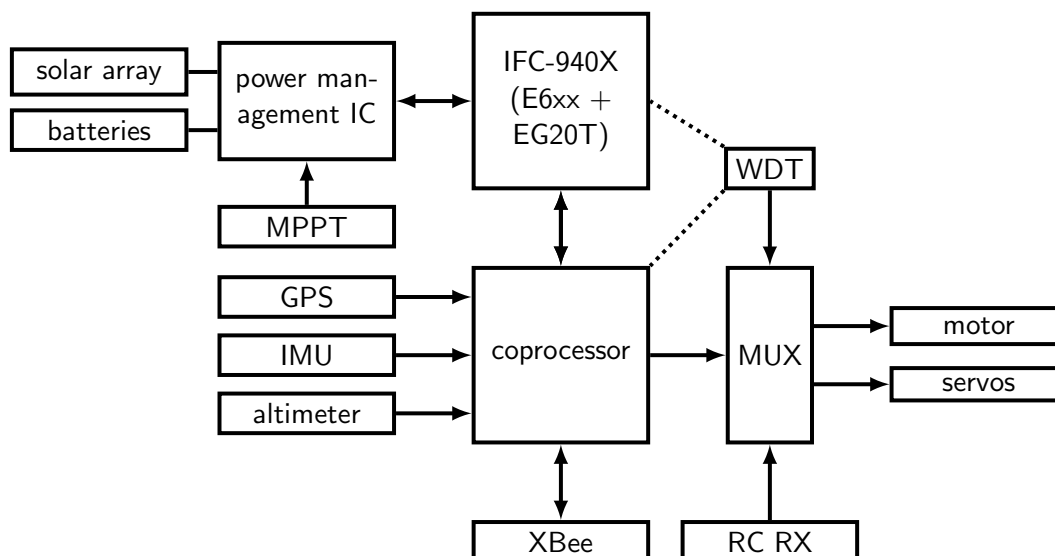 solar array
batteries
power man-
agement IC
IFC-940X
(E6xx +
EG20T)
WDT
MPPT
GPS
IMU
altimeter
coprocessor
MUX
motor
servos
XBee
RC RX